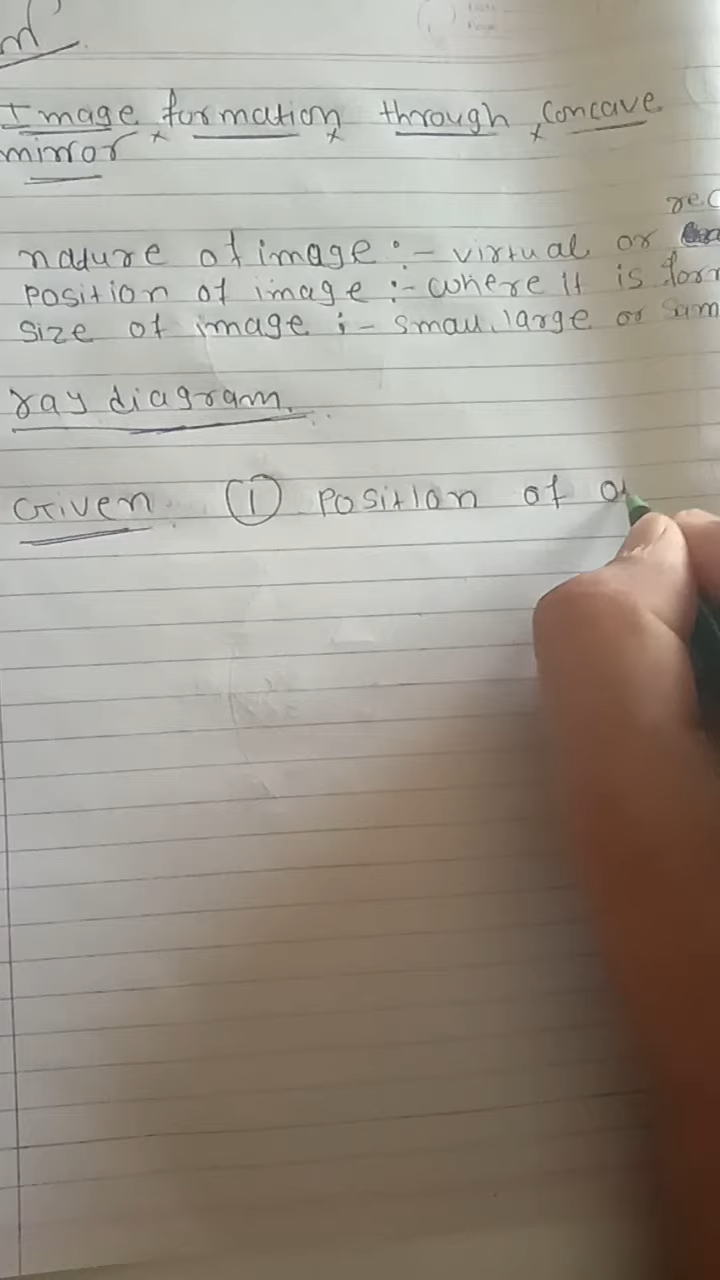 Image formation through concave
mirror
nature of image :- virtual or
position of image :- where it is
size of image :- small, large or
ray diagram.
Given ① Position of